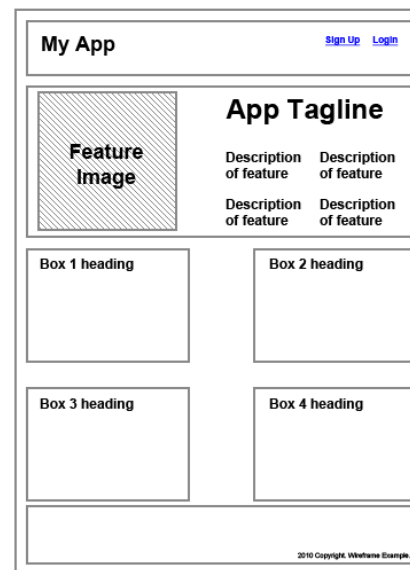 My App
Sign Up Login
Feature
Image
App Tagline
Description Description
of feature of feature
Description Description
of feature of feature
Box 1 heading
Box 2 heading
Box 3 heading
Box 4 heading
2010 Copyright. Wireframe Example.